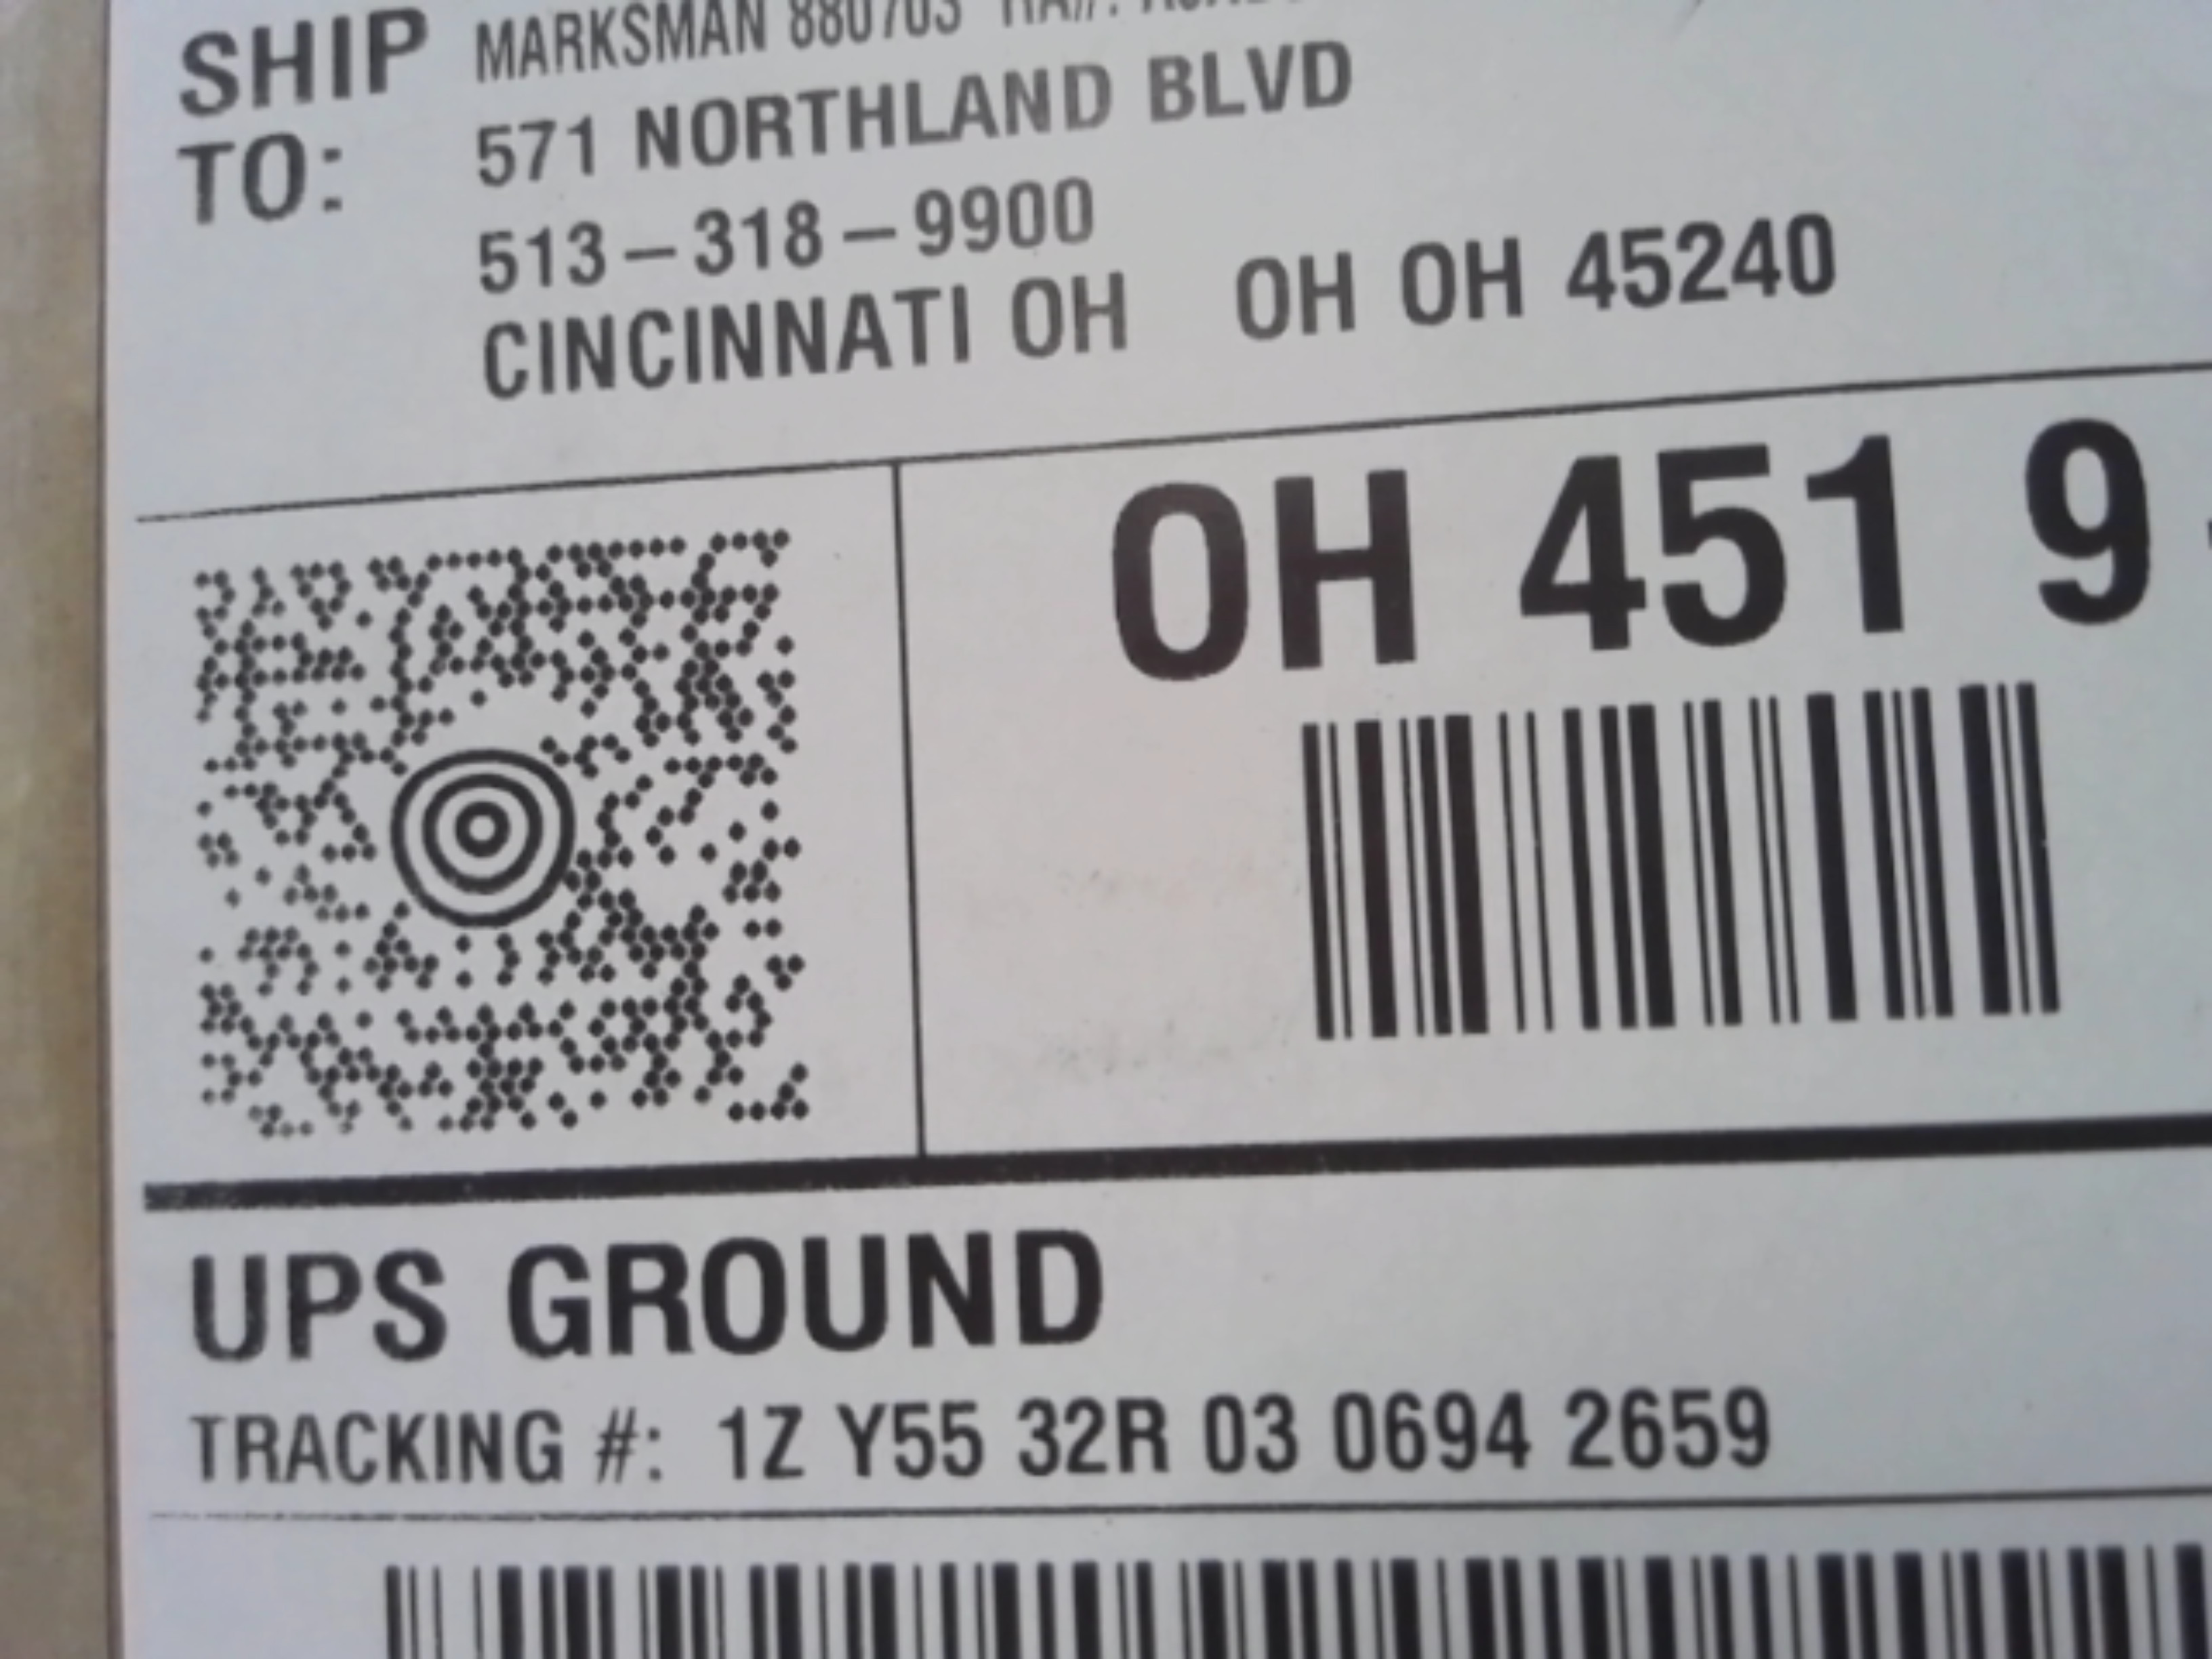 SHIP MARKSMAN 880703
TO: 571 NORTHLAND BLVD
513-318-9900
CINCINNATI OH OH OH 45240
OH 451 9
UPS GROUND
TRACKING #: 1Z Y55 32R 03 0694 2659